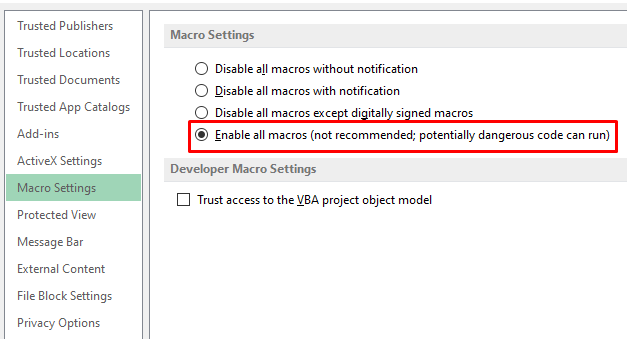 Trusted Publishers
Trusted Locations
Trusted Documents
Trusted App Catalogs
Add-ins
ActiveX Settings
Macro Settings
Protected View
Message Bar
External Content
File Block Settings
Privacy Options
Macro Settings
Disable all macros without notification
Disable all macros with notification
Disable all macros except digitally signed macros
Enable all macros (not recommended; potentially dangerous code can run)
Developer Macro Settings
Trust access to the VBA project object model